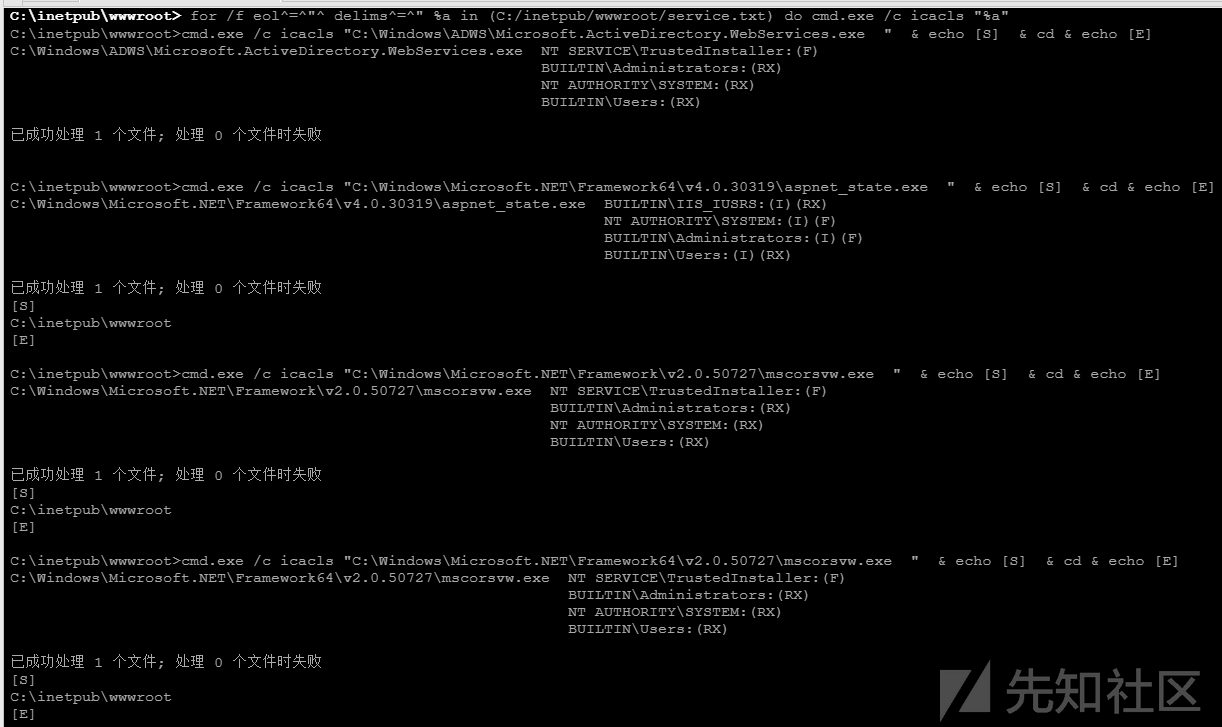 C:\inetpub\wwwroot> for /f eol^=^"^ delims^=^" %a in (C:/inetpub/wwwroot/service.txt) do cmd.exe /c icacls "%a"
C:\inetpub\wwwroot>cmd.exe /c icacls "C:\Windows\ADWS\Microsoft.ActiveDirectory.WebServices.exe  "  & echo [S]  & cd & echo [E]
C:\Windows\ADWS\Microsoft.ActiveDirectory.WebServices.exe  NT SERVICE\TrustedInstaller:(F)
BUILTIN\Administrators:(RX)
NT AUTHORITY\SYSTEM:(RX)
BUILTIN\Users:(RX)
已成功处理 1 个文件; 处理 0 个文件时失败
C:\inetpub\wwwroot>cmd.exe /c icacls "C:\Windows\Microsoft.NET\Framework64\v4.0.30319\aspnet_state.exe  "  & echo [S]  & cd & echo [E]
C:\Windows\Microsoft.NET\Framework64\v4.0.30319\aspnet_state.exe  BUILTIN\IIS_IUSRS:(I)(RX)
NT AUTHORITY\SYSTEM:(I)(F)
BUILTIN\Administrators:(I)(F)
BUILTIN\Users:(I)(RX)
已成功处理 1 个文件; 处理 0 个文件时失败
[S]
C:\inetpub\wwwroot
[E]
C:\inetpub\wwwroot>cmd.exe /c icacls "C:\Windows\Microsoft.NET\Framework\v2.0.50727\mscorsvw.exe  "  & echo [S]  & cd & echo [E]
C:\Windows\Microsoft.NET\Framework\v2.0.50727\mscorsvw.exe  NT SERVICE\TrustedInstaller:(F)
BUILTIN\Administrators:(RX)
NT AUTHORITY\SYSTEM:(RX)
BUILTIN\Users:(RX)
已成功处理 1 个文件; 处理 0 个文件时失败
[S]
C:\inetpub\wwwroot
[E]
C:\inetpub\wwwroot>cmd.exe /c icacls "C:\Windows\Microsoft.NET\Framework64\v2.0.50727\mscorsvw.exe  "  & echo [S]  & cd & echo [E]
C:\Windows\Microsoft.NET\Framework64\v2.0.50727\mscorsvw.exe  NT SERVICE\TrustedInstaller:(F)
BUILTIN\Administrators:(RX)
NT AUTHORITY\SYSTEM:(RX)
BUILTIN\Users:(RX)
已成功处理 1 个文件; 处理 0 个文件时失败
[S]
C:\inetpub\wwwroot
[E]
先知社区